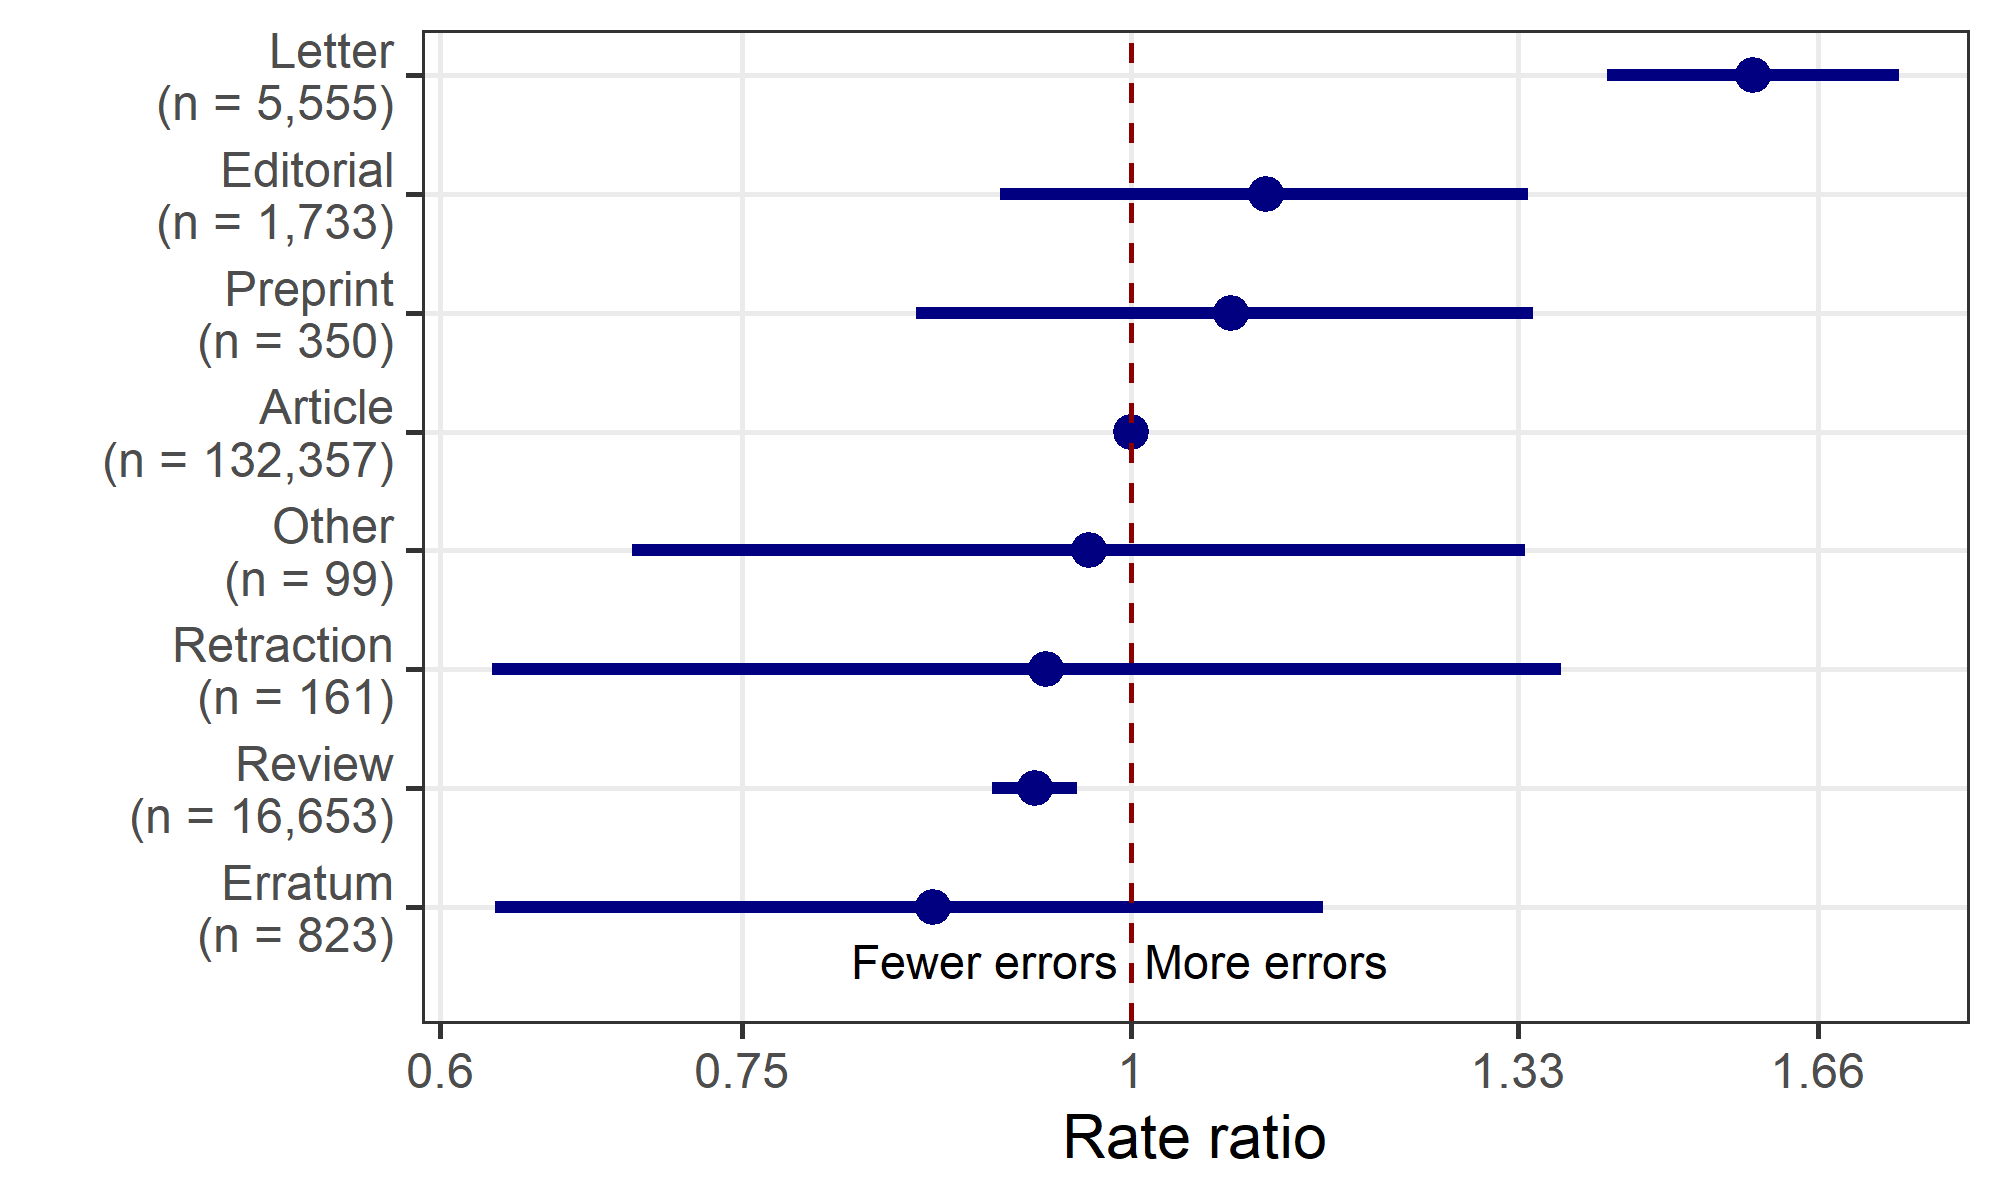 Letter
(n = 5,555)
Editorial
(n = 1,733)
Preprint
(n = 350)
Article
(n = 132,357)
Other
(n = 99)
Retraction
(n = 161)
Review
(n = 16,653)
Erratum
(n = 823)
Fewer errors More errors
0.6 0.75 1 1.33 1.66
Rate ratio